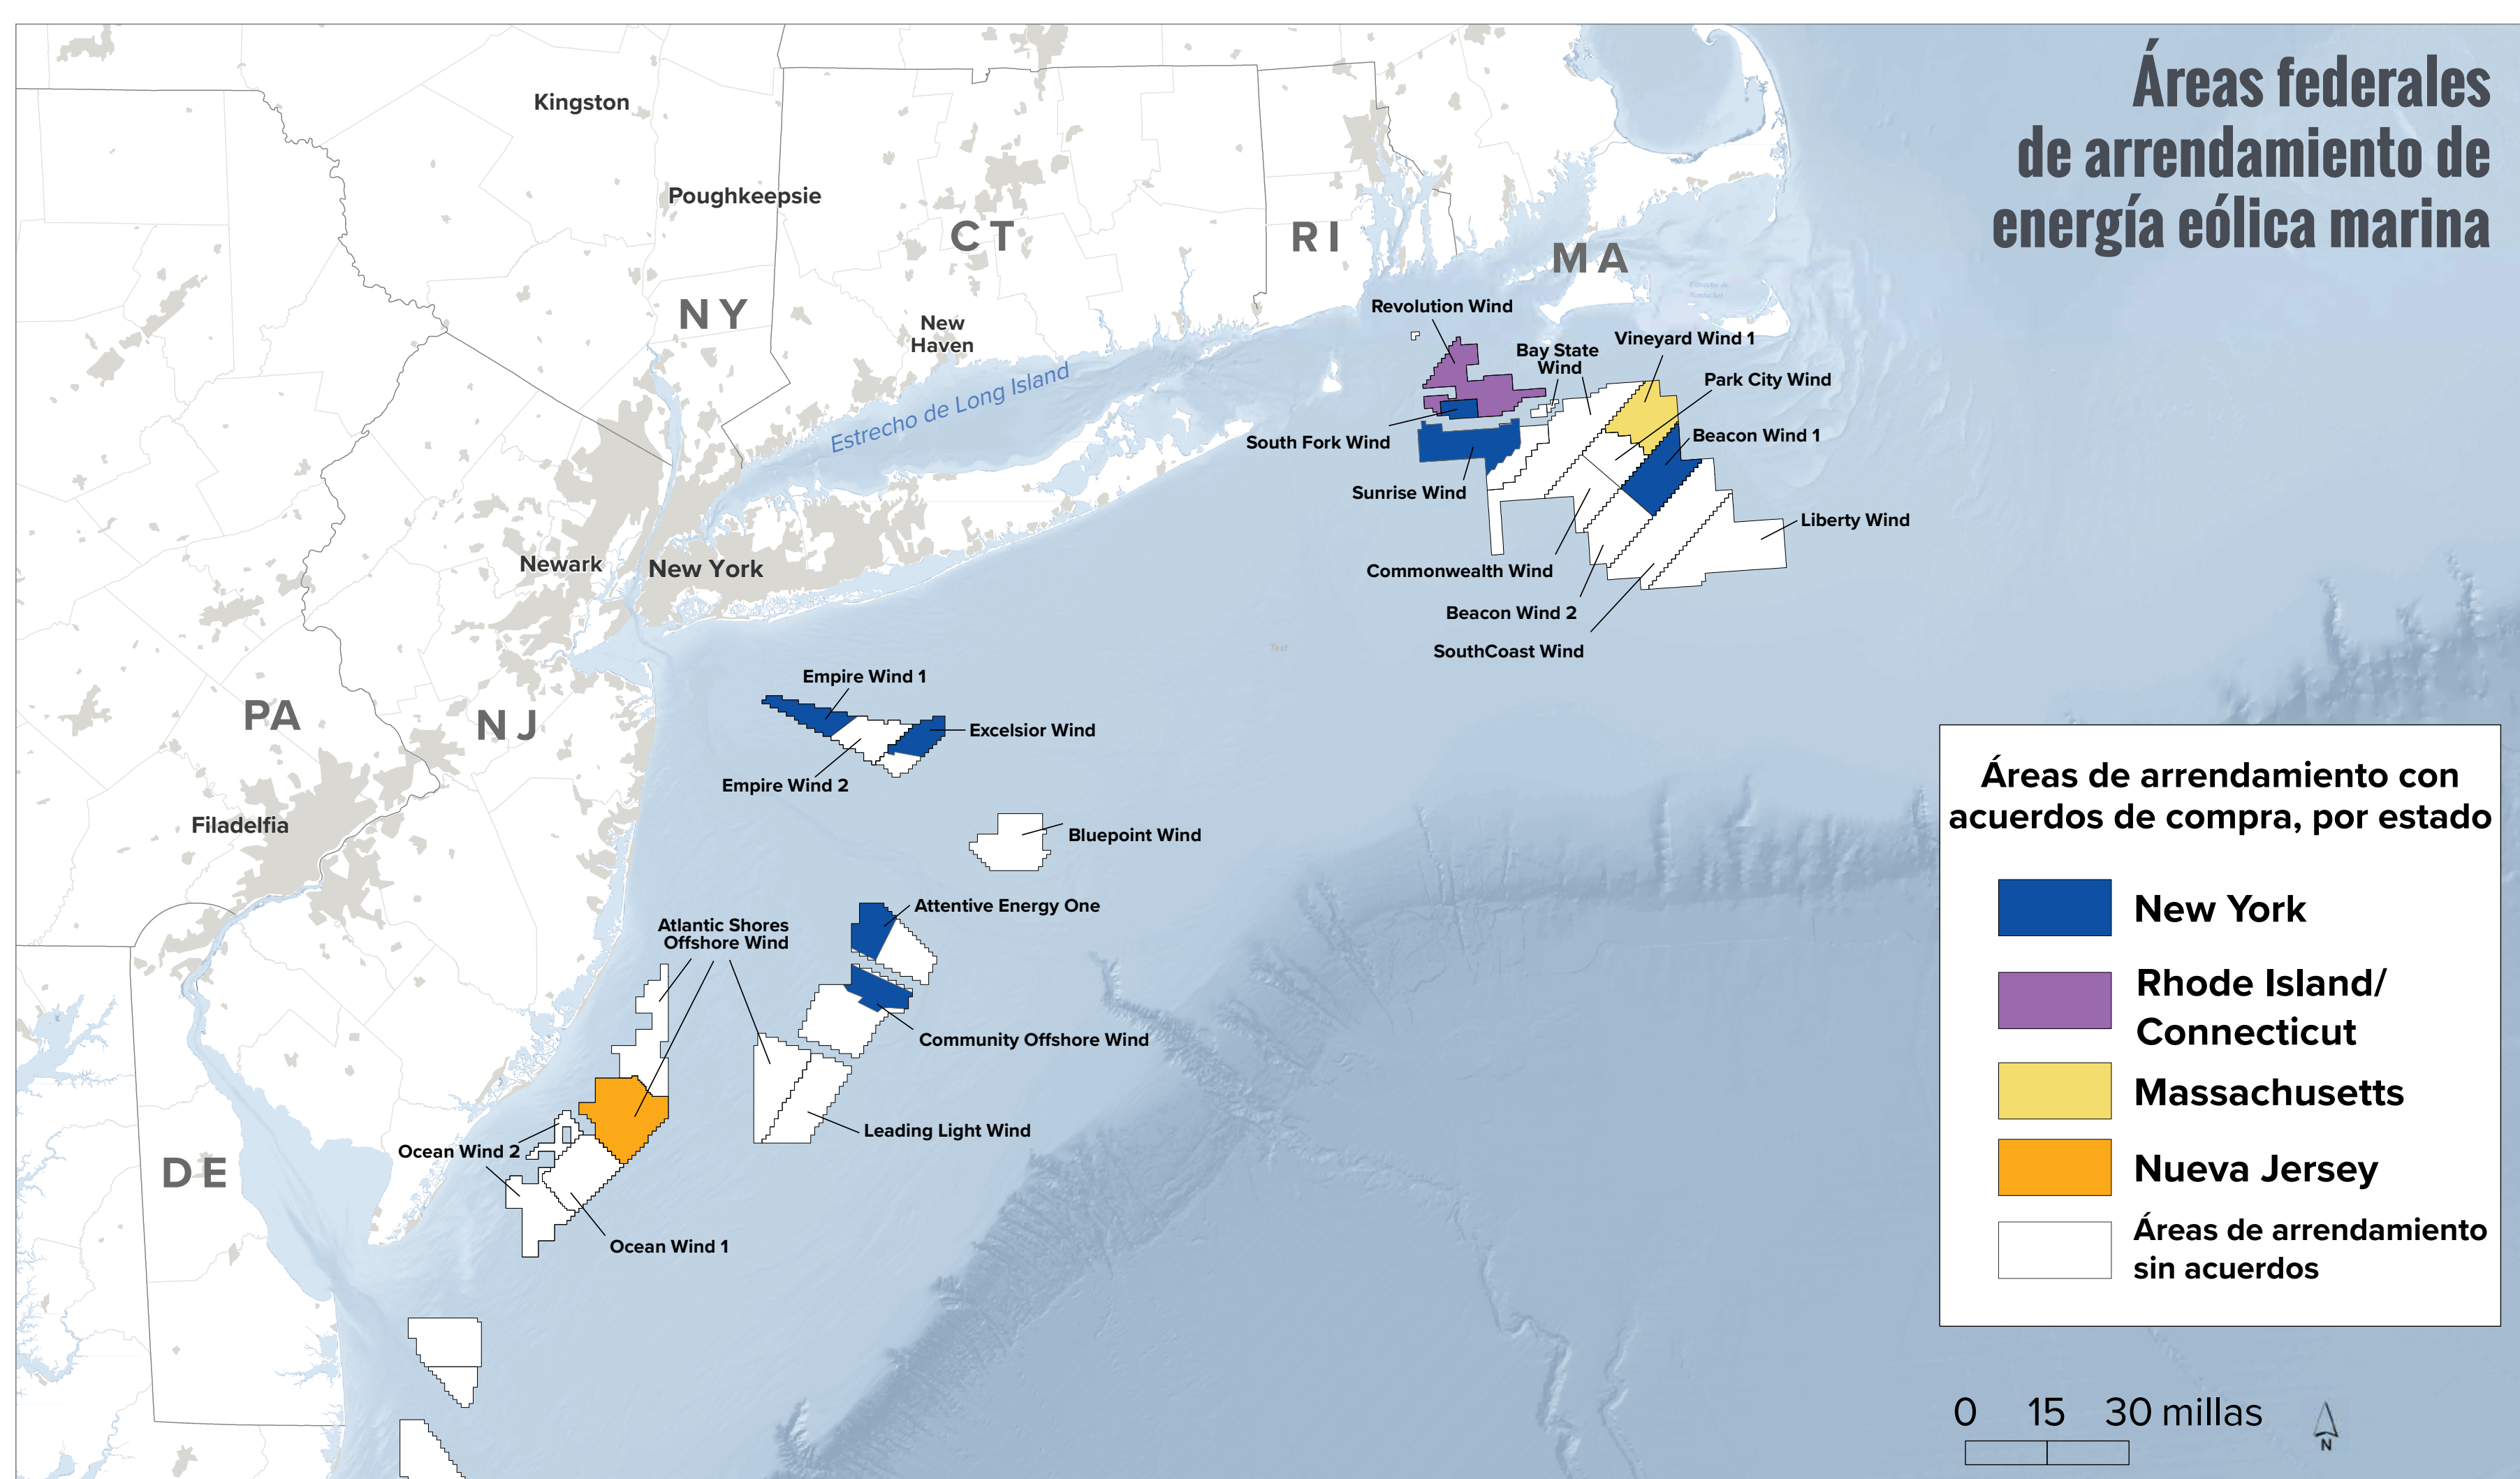 Áreas federales
de arrendamiento de
energía eólica marina
Kingston
Poughkeepsie
CT
RI
MA
NY
New
Haven
Estrecho de Long Island
Estrecho de
Nantucket
Revolution Wind
Vineyard Wind 1
Bay State
Wind
Park City Wind
South Fork Wind
Beacon Wind 1
Sunrise Wind
Liberty Wind
Commonwealth Wind
Beacon Wind 2
SouthCoast Wind
Newark
New York
Text
PA
NJ
Filadelfia
DE
Empire Wind 1
Excelsior Wind
Empire Wind 2
Bluepoint Wind
Attentive Energy One
Atlantic Shores
Offshore Wind
Community Offshore Wind
Leading Light Wind
Ocean Wind 2
Ocean Wind 1
Áreas de arrendamiento con
acuerdos de compra, por estado
New York
Rhode Island/
Connecticut
Massachusetts
Nueva Jersey
Áreas de arrendamiento
sin acuerdos
0 15 30 millas
N